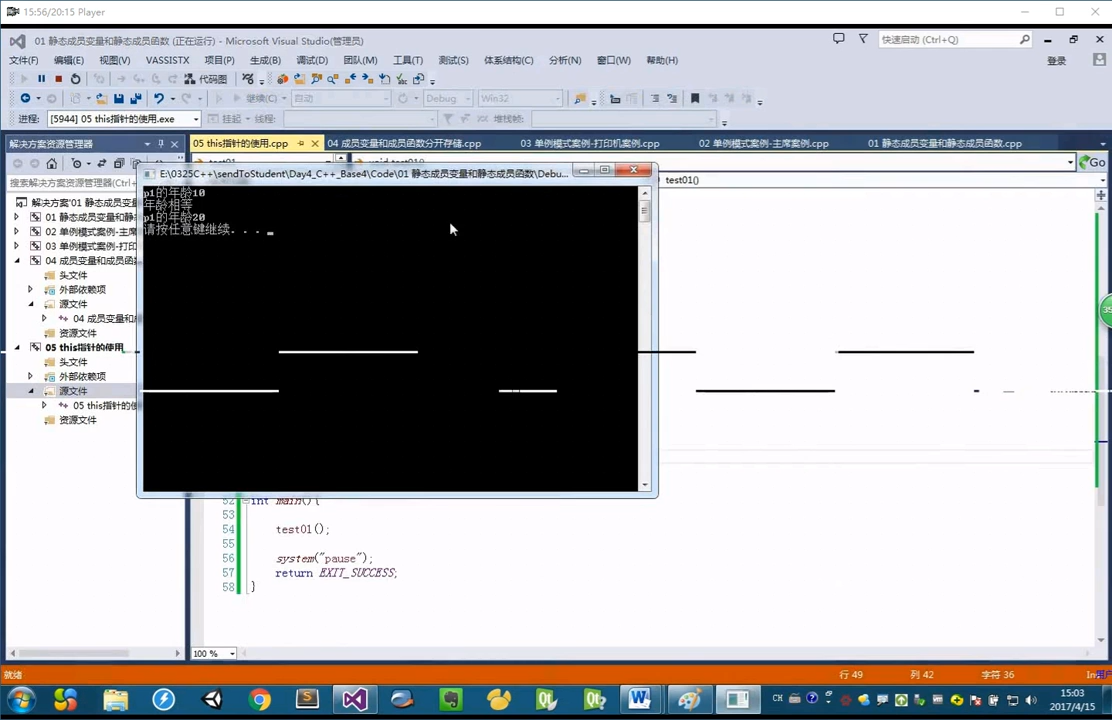 15:56/20:15 Player
01 静态成员变量和静态成员函数 (正在运行) - Microsoft Visual Studio(管理员)
快速启动 (Ctrl+Q)
文件(F) 编辑(E) 视图(V) VASSISTX 项目(P) 生成(B) 调试(D) 团队(M) 工具(T) 测试(S) 体系结构(C) 分析(N) 窗口(W) 帮助(H)
登录
代码图
继续(C) 自动 Debug Win32
进程: [5944] 05 this指针的使用.exe 挂起 线程: 堆栈帧:
解决方案资源管理器
05 this指针的使用.cpp 04 成员变量和成员函数分开存储.cpp 03 单例模式案例-打印机案例.cpp 02 单例模式案例-主席案例.cpp 01 静态成员变量和静态成员函数.cpp
Go
test01()
搜索解决方案资源管理器(Ctrl+
E:\0325C++\sendToStudent\Day4_C++_Base4\Code\01 静态成员变量和静态成员函数\Debu...
p1的年龄10
年龄相等
p1的年龄20
请按任意键继续. . .
解决方案'01 静态成员变量和静
01 静态成员变量和静
02 单例模式案例-主席
03 单例模式案例-打印
04 成员变量和成员函
头文件
外部依赖项
源文件
04 成员变量和成
资源文件
05 this指针的使用
头文件
外部依赖项
源文件
05 this指针的使
资源文件
52 int main(){
53
54 test01();
55
56 system("pause");
57 return EXIT_SUCCESS;
58 }
100 %
就绪 行 49 列 42 字符 36 Ins
CH
15:03
2017/4/15